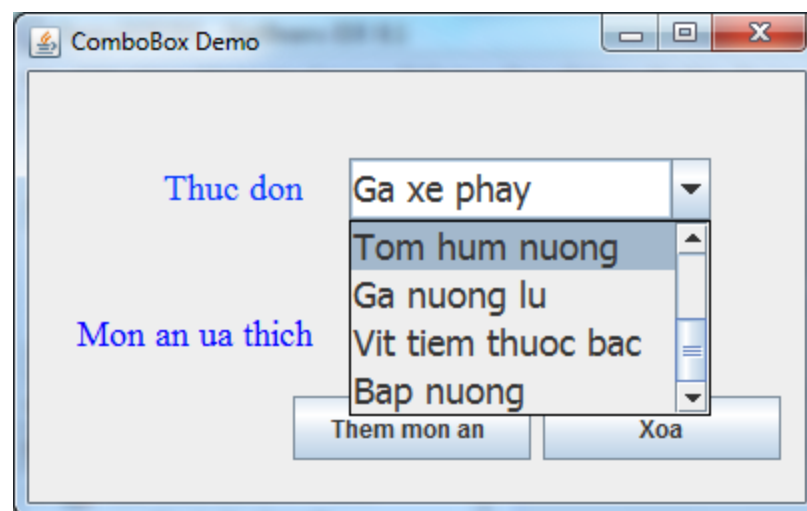 ComboBox Demo
Thuc don
Ga xe phay
Tom hum nuong
Ga nuong lu
Mon an ua thich
Vit tiem thuoc bac
Bap nuong
Them mon an
Xoa